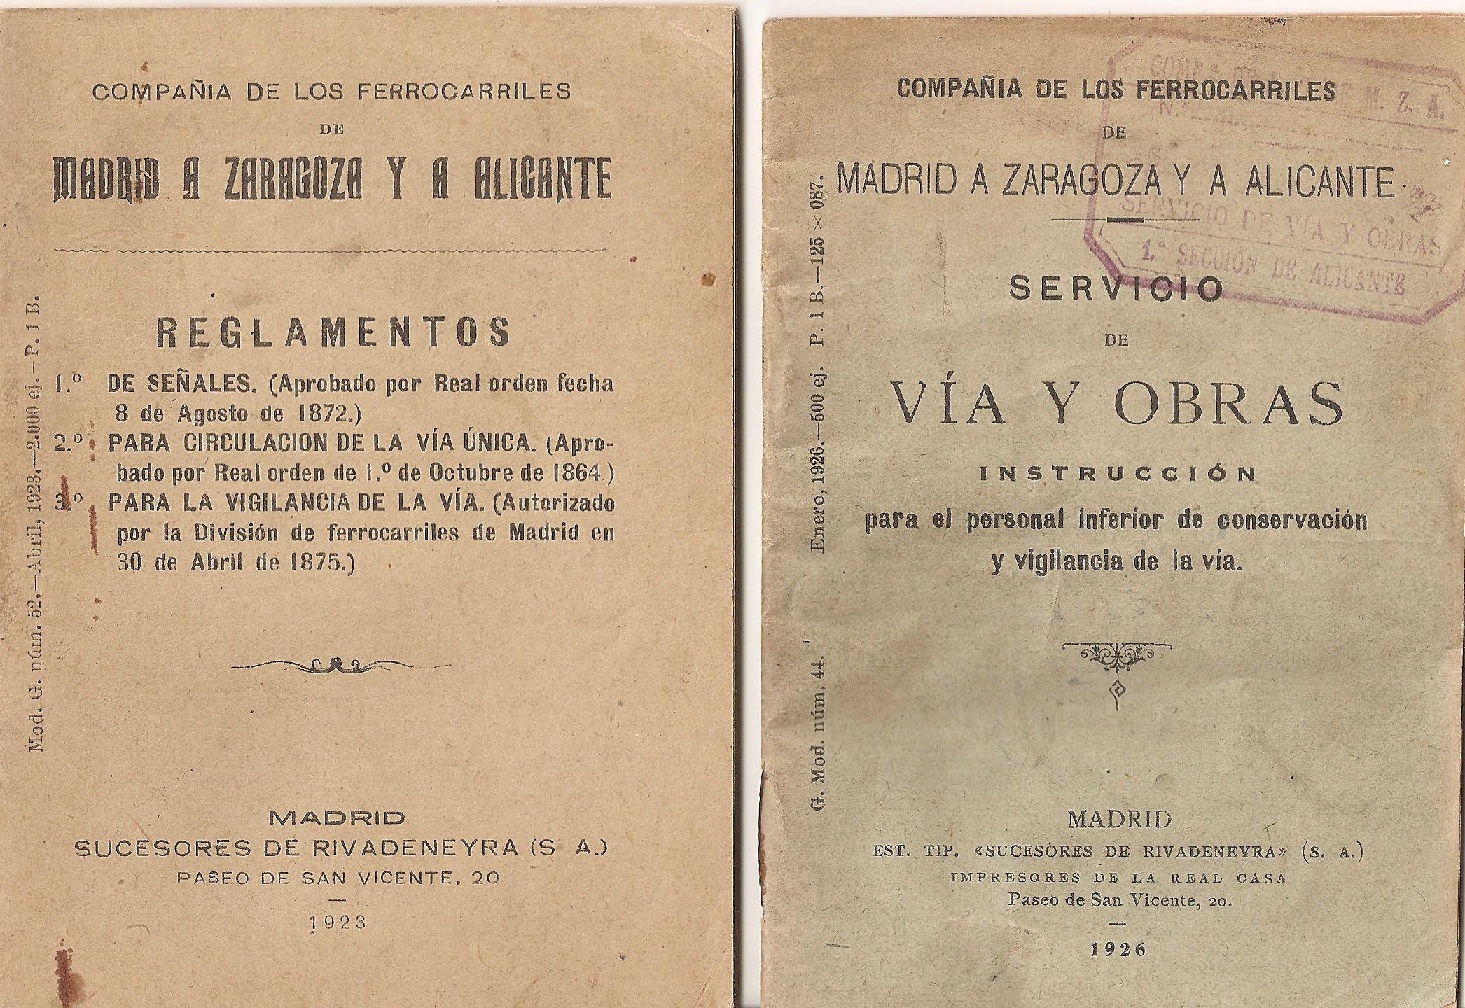 COMPAÑIA DE LOS FERROCARRILES
DE
MADRID A ZARAGOZA Y A ALICANTE
REGLAMENTOS
1.º DE SEÑALES. (Aprobado por Real orden fecha
8 de Agosto de 1872.)
2.º PARA CIRCULACION DE LA VÍA ÚNICA. (Apro-
bado por Real orden de 1.º de Octubre de 1864.)
3.º PARA LA VIGILANCIA DE LA VÍA. (Autorizado
por la División de ferrocarriles de Madrid en
30 de Abril de 1875.)
MADRID
SUCESORES DE RIVADENEYRA (S A.)
PASEO DE SAN VICENTE, 20
1923
Mod. G. núm. 52.—Abril, 1923.—2.000 ej.—P. 1 B.
COMPAÑIA DE LOS FERROCARRILES
DE
MADRID A ZARAGOZA Y A ALICANTE
SERVICIO
DE
VÍA Y OBRAS
INSTRUCCIÓN
para el personal inferior de conservación
y vigilancia de la vía.
MADRID
EST. TIP. «SUCESORES DE RIVADENEYRA» (S. A.)
IMPRESORES DE LA REAL CASA
Paseo de San Vicente, 20.
1926
G. Mod. núm. 44. Enero, 1926.—500 ej. P. 1 B.—125 × 087.
M. Z. A.
SERVICIO DE VÍA Y OBRAS
1.ª SECCIÓN DE ALICANTE